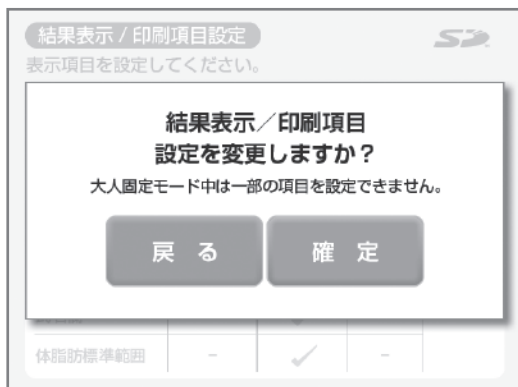 結果表示 / 印刷項目設定
SD
表示項目を設定してください。
結果表示／印刷項目
設定を変更しますか？
大人固定モード中は一部の項目を設定できません。
戻 る
確 定
体脂肪標準範囲 - ✓ -